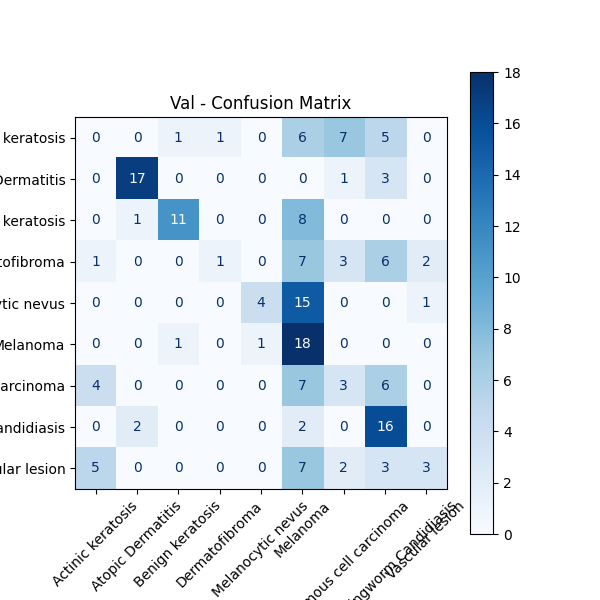 Val - Confusion Matrix
keratosis 0 0 1 1 0 6 7 5 0
Dermatitis 0 17 0 0 0 0 1 3 0
keratosis 0 1 11 0 0 8 0 0 0
tofibroma 1 0 0 1 0 7 3 6 2
ytic nevus 0 0 0 0 4 15 0 0 1
Melanoma 0 0 1 0 1 18 0 0 0
arcinoma 4 0 0 0 0 7 3 6 0
andidiasis 0 2 0 0 0 2 0 16 0
ular lesion 5 0 0 0 0 7 2 3 3
Actinic keratosis
Atopic Dermatitis
Benign keratosis
Dermatofibroma
Melanocytic nevus
Melanoma
mous cell carcinoma
ingworm Candidiasis
Vascular lesion
18
16
14
12
10
8
6
4
2
0